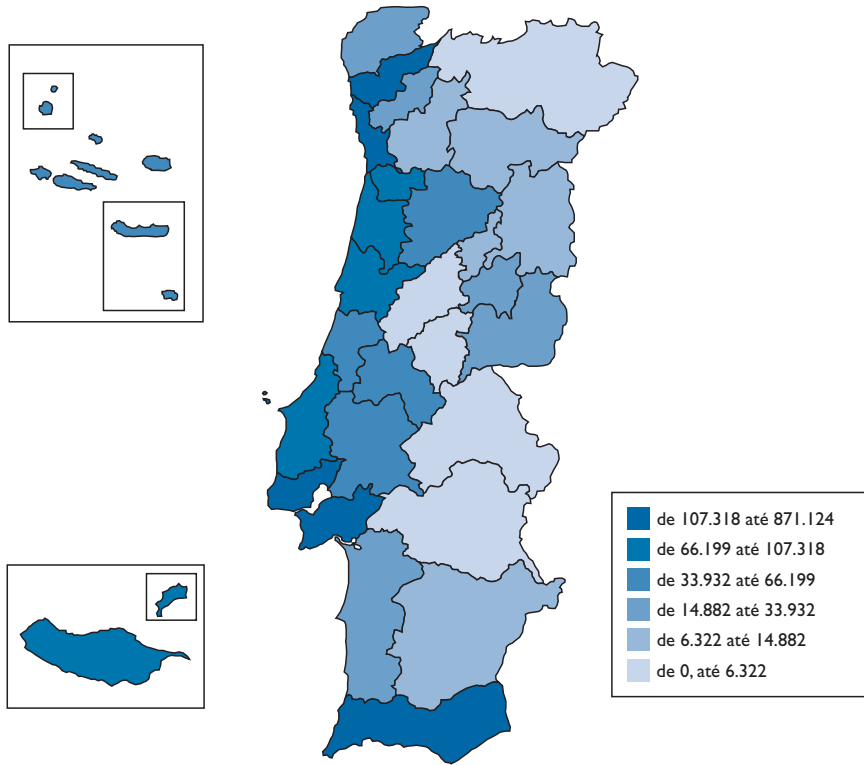 de 107.318 até 871.124
de 66.199 até 107.318
de 33.932 até 66.199
de 14.882 até 33.932
de 6.322 até 14.882
de 0, até 6.322